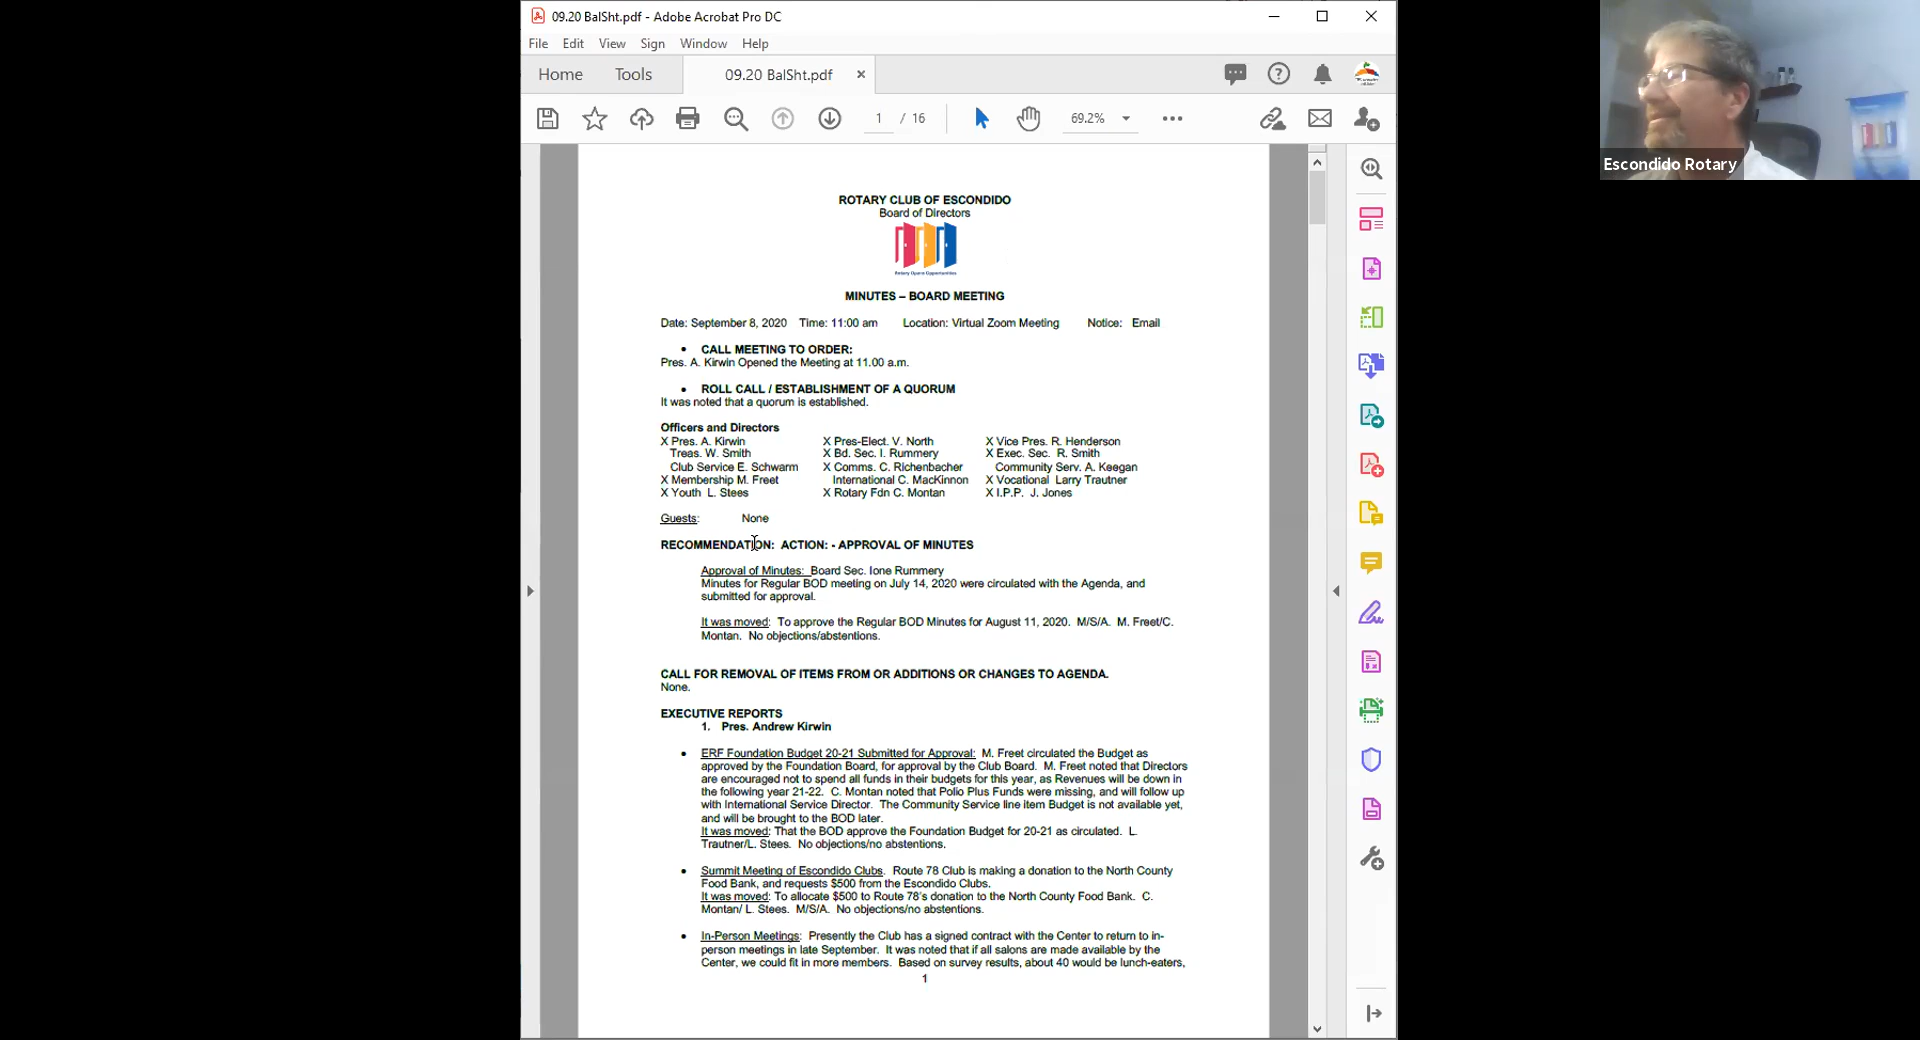 09.20 BalSht.pdf - Adobe Acrobat Pro DC
File Edit View Sign Window Help
Home Tools 09.20 BalSht.pdf ×
1 / 16 69.2%
Escondido Rotary
ROTARY CLUB OF ESCONDIDO
Board of Directors
Rotary Opens Opportunities
MINUTES – BOARD MEETING
Date: September 8, 2020 Time: 11:00 am Location: Virtual Zoom Meeting Notice: Email
• CALL MEETING TO ORDER:
Pres. A. Kirwin Opened the Meeting at 11.00 a.m.
• ROLL CALL / ESTABLISHMENT OF A QUORUM
It was noted that a quorum is established.
Officers and Directors
X Pres. A. Kirwin X Pres-Elect. V. North X Vice Pres. R. Henderson
Treas. W. Smith X Bd. Sec. I. Rummery X Exec. Sec. R. Smith
Club Service E. Schwarm X Comms. C. Richenbacher Community Serv. A. Keegan
X Membership M. Freet International C. MacKinnon X Vocational Larry Trautner
X Youth L. Stees X Rotary Fdn C. Montan X I.P.P. J. Jones
Guests: None
RECOMMENDATION: ACTION: - APPROVAL OF MINUTES
Approval of Minutes: Board Sec. Ione Rummery
Minutes for Regular BOD meeting on July 14, 2020 were circulated with the Agenda, and
submitted for approval.
It was moved: To approve the Regular BOD Minutes for August 11, 2020. M/S/A. M. Freet/C.
Montan. No objections/abstentions.
CALL FOR REMOVAL OF ITEMS FROM OR ADDITIONS OR CHANGES TO AGENDA.
None.
EXECUTIVE REPORTS
1. Pres. Andrew Kirwin
• ERF Foundation Budget 20-21 Submitted for Approval: M. Freet circulated the Budget as
approved by the Foundation Board, for approval by the Club Board. M. Freet noted that Directors
are encouraged not to spend all funds in their budgets for this year, as Revenues will be down in
the following year 21-22. C. Montan noted that Polio Plus Funds were missing, and will follow up
with International Service Director. The Community Service line item Budget is not available yet,
and will be brought to the BOD later.
It was moved: That the BOD approve the Foundation Budget for 20-21 as circulated. L.
Trautner/L. Stees. No objections/no abstentions.
• Summit Meeting of Escondido Clubs. Route 78 Club is making a donation to the North County
Food Bank, and requests $500 from the Escondido Clubs.
It was moved: To allocate $500 to Route 78's donation to the North County Food Bank. C.
Montan/ L. Stees. M/S/A. No objections/no abstentions.
• In-Person Meetings: Presently the Club has a signed contract with the Center to return to in-
person meetings in late September. It was noted that if all salons are made available by the
Center, we could fit in more members. Based on survey results, about 40 would be lunch-eaters,
1